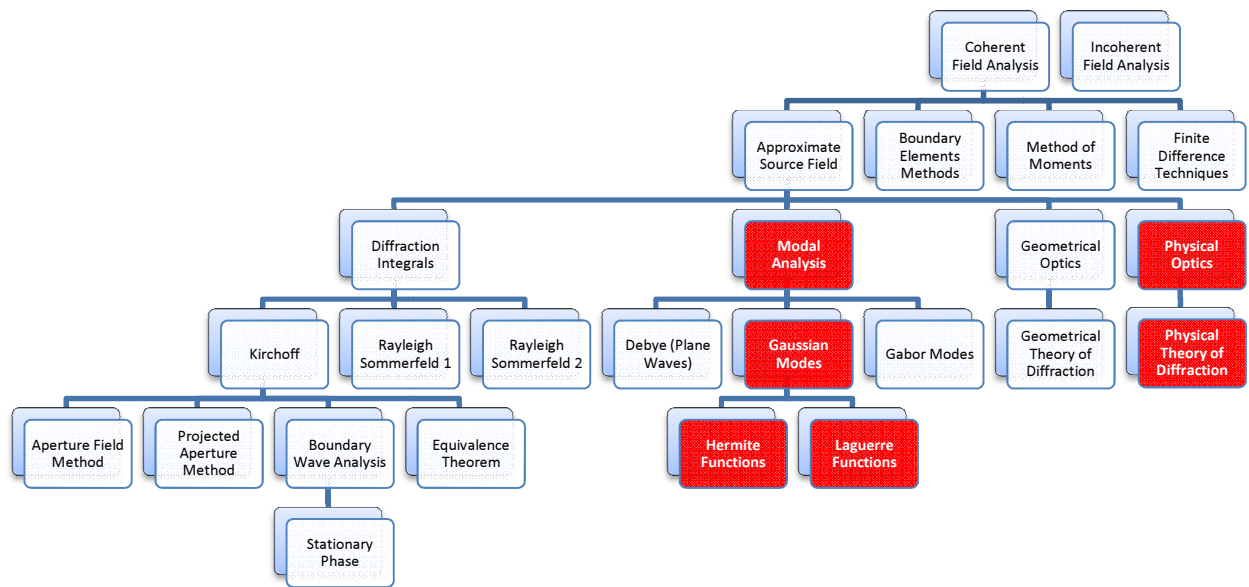 Coherent
Field Analysis
Incoherent
Field Analysis
Approximate
Source Field
Boundary
Elements
Methods
Method of
Moments
Finite
Difference
Techniques
Diffraction
Integrals
Modal
Analysis
Geometrical
Optics
Physical
Optics
Kirchoff
Rayleigh
Sommerfeld 1
Rayleigh
Sommerfeld 2
Debye (Plane
Waves)
Gaussian
Modes
Gabor Modes
Geometrical
Theory of
Diffraction
Physical
Theory of
Diffraction
Aperture Field
Method
Projected
Aperture
Method
Boundary
Wave Analysis
Equivalence
Theorem
Hermite
Functions
Laguerre
Functions
Stationary
Phase